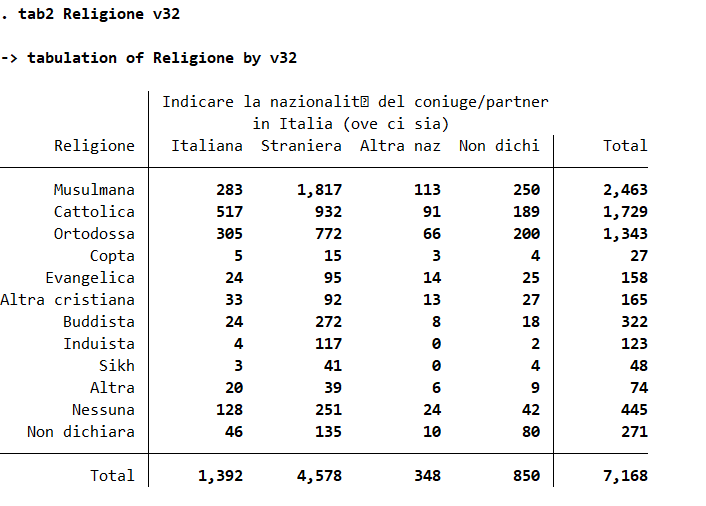 . tab2 Religione v32
-> tabulation of Religione by v32
Indicare la nazionalit� del coniuge/partner
in Italia (ove ci sia)
Religione Italiana Straniera Altra naz Non dichi Total
Musulmana 283 1,817 113 250 2,463
Cattolica 517 932 91 189 1,729
Ortodossa 305 772 66 200 1,343
Copta 5 15 3 4 27
Evangelica 24 95 14 25 158
Altra cristiana 33 92 13 27 165
Buddista 24 272 8 18 322
Induista 4 117 0 2 123
Sikh 3 41 0 4 48
Altra 20 39 6 9 74
Nessuna 128 251 24 42 445
Non dichiara 46 135 10 80 271
Total 1,392 4,578 348 850 7,168